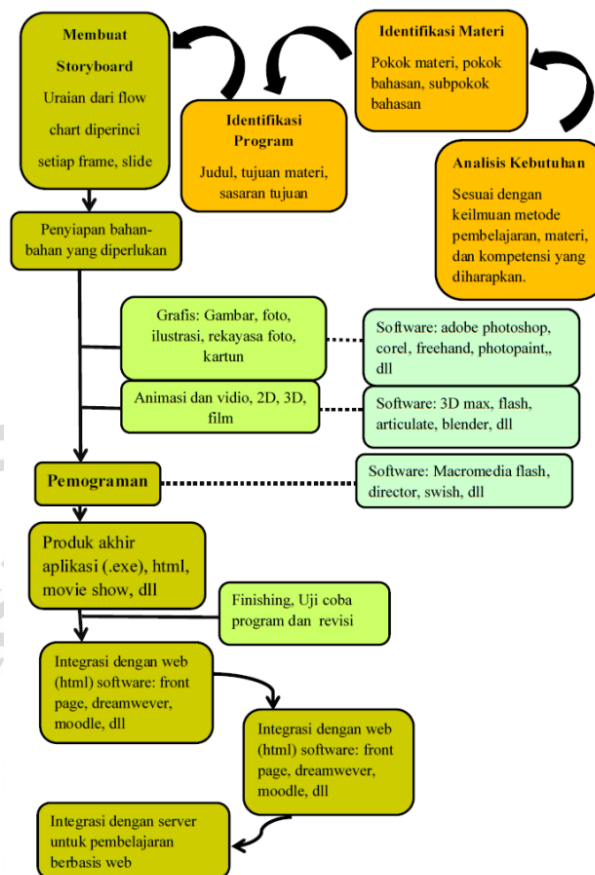 Membuat
Storyboard
Uraian dari flow
chart diperinci
setiap frame, slide
Identifikasi
Program
Judul, tujuan materi,
sasaran tujuan
Identifikasi Materi
Pokok materi, pokok
bahasan, subpokok
bahasan
Analisis Kebutuhan
Sesuai dengan
keilmuan metode
pembelajaran, materi,
dan kompetensi yang
diharapkan.
Penyiapan bahan-
bahan yang diperlukan
Grafis: Gambar, foto,
ilustrasi, rekayasa foto,
kartun
Software: adobe photoshop,
corel, freehand, photopaint,,
dll
Animasi dan vidio, 2D, 3D,
film
Software: 3D max, flash,
articulate, blender, dll
Pemograman
Software: Macromedia flash,
director, swish, dll
Produk akhir
aplikasi (.exe), html,
movie show, dll
Finishing, Uji coba
program dan revisi
Integrasi dengan web
(html) software: front
page, dreamwever,
moodle, dll
Integrasi dengan web
(html) software: front
page, dreamwever,
moodle, dll
Integrasi dengan server
untuk pembelajaran
berbasis web